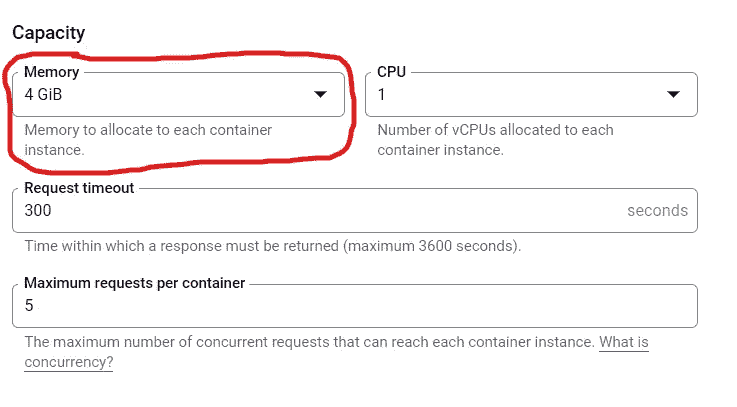 Capacity
Memory
CPU
4 GiB
1
Memory to allocate to each container
instance.
Number of vCPUs allocated to each
container instance.
Request timeout
300
seconds
Time within which a response must be returned (maximum 3600 seconds).
Maximum requests per container
5
The maximum number of concurrent requests that can reach each container instance. What is
concurrency?